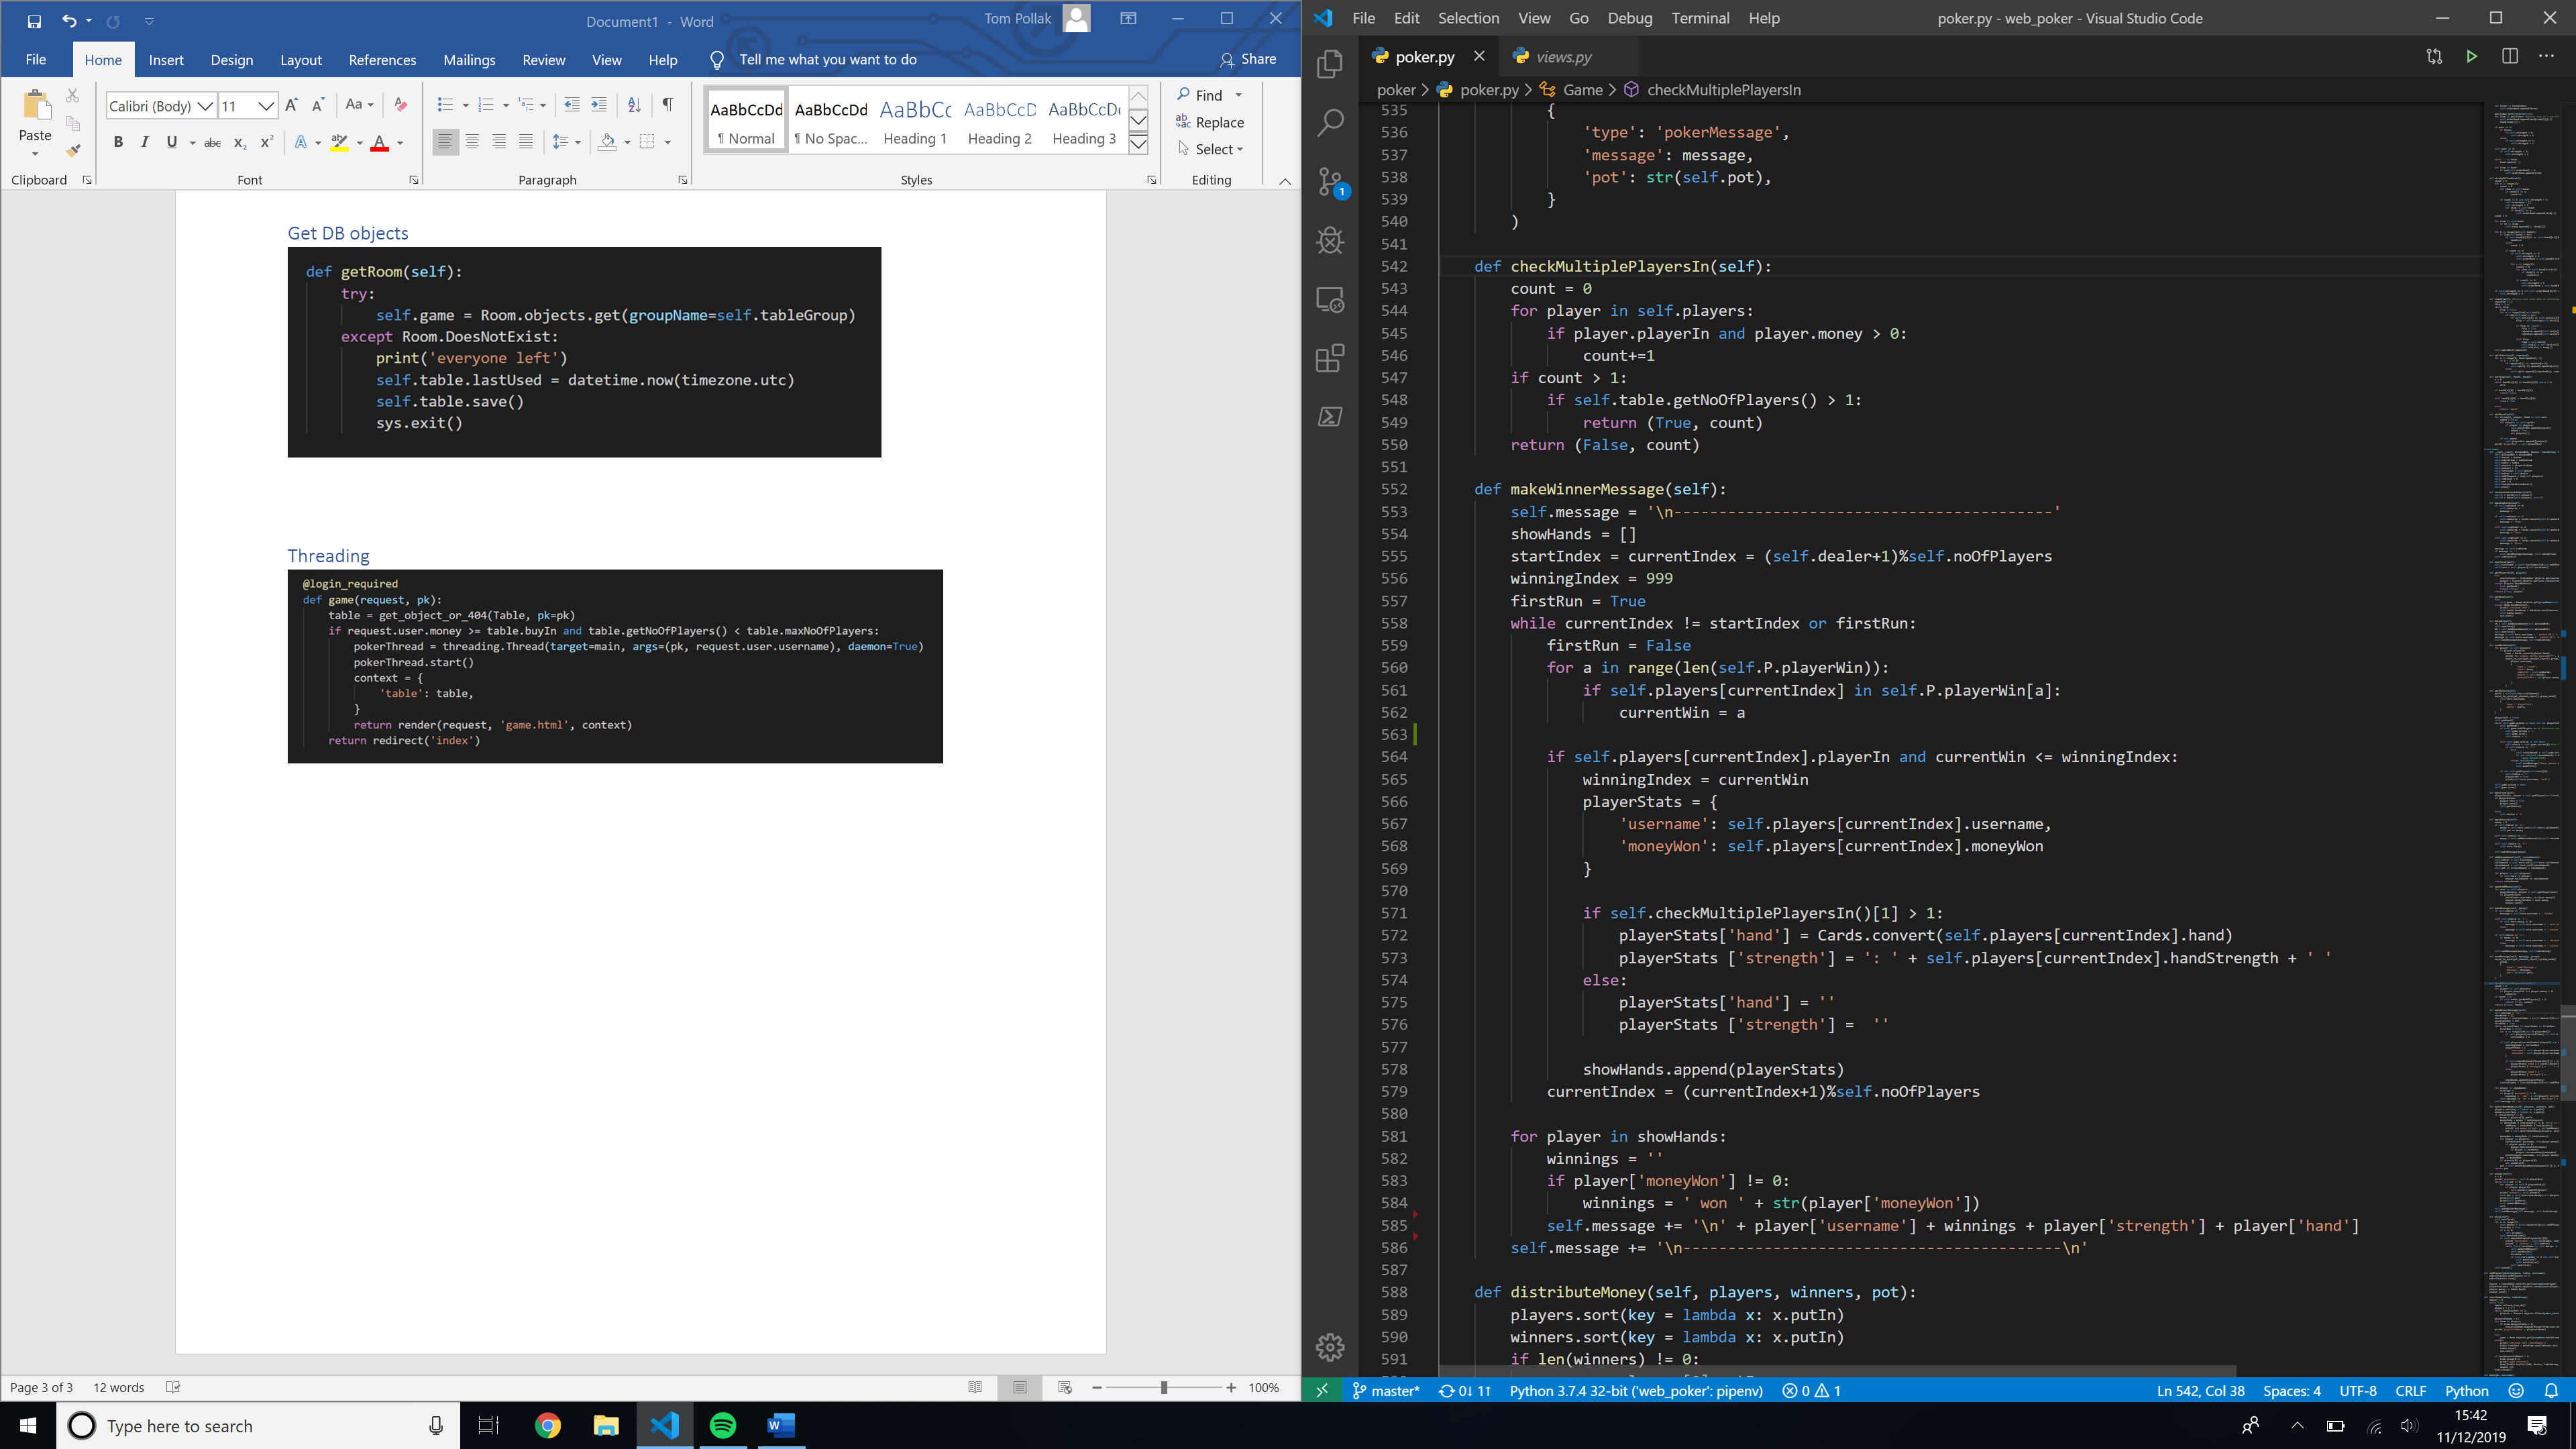 Document1 - Word
Tom Pollak
File Home Insert Design Layout References Mailings Review View Help Tell me what you want to do Share
Paste
Calibri (Body) 11
Clipboard Font Paragraph Styles Editing
AaBbCcDd AaBbCcDd AaBbCc AaBbCcD AaBbCcD
¶ Normal ¶ No Spac... Heading 1 Heading 2 Heading 3
Find
Replace
Select
Get DB objects
def getRoom(self):
    try:
        self.game = Room.objects.get(groupName=self.tableGroup)
    except Room.DoesNotExist:
        print('everyone left')
        self.table.lastUsed = datetime.now(timezone.utc)
        self.table.save()
        sys.exit()
Threading
@login_required
def game(request, pk):
    table = get_object_or_404(Table, pk=pk)
    if request.user.money >= table.buyIn and table.getNoOfPlayers() < table.maxNoOfPlayers:
        pokerThread = threading.Thread(target=main, args=(pk, request.user.username), daemon=True)
        pokerThread.start()
        context = {
            'table': table,
        }
        return render(request, 'game.html', context)
    return redirect('index')
Page 3 of 3 12 words 100%
File Edit Selection View Go Debug Terminal Help poker.py - web_poker - Visual Studio Code
poker.py views.py
poker > poker.py > Game > checkMultiplePlayersIn
1
535 {
536 'type': 'pokerMessage',
537 'message': message,
538 'pot': str(self.pot),
539 }
540 )
541
542 def checkMultiplePlayersIn(self):
543 count = 0
544 for player in self.players:
545 if player.playerIn and player.money > 0:
546 count+=1
547 if count > 1:
548 if self.table.getNoOfPlayers() > 1:
549 return (True, count)
550 return (False, count)
551
552 def makeWinnerMessage(self):
553 self.message = '\n------------------------------------------'
554 showHands = []
555 startIndex = currentIndex = (self.dealer+1)%self.noOfPlayers
556 winningIndex = 999
557 firstRun = True
558 while currentIndex != startIndex or firstRun:
559 firstRun = False
560 for a in range(len(self.P.playerWin)):
561 if self.players[currentIndex] in self.P.playerWin[a]:
562 currentWin = a
563
564 if self.players[currentIndex].playerIn and currentWin <= winningIndex:
565 winningIndex = currentWin
566 playerStats = {
567 'username': self.players[currentIndex].username,
568 'moneyWon': self.players[currentIndex].moneyWon
569 }
570
571 if self.checkMultiplePlayersIn()[1] > 1:
572 playerStats['hand'] = Cards.convert(self.players[currentIndex].hand)
573 playerStats ['strength'] = ': ' + self.players[currentIndex].handStrength + ' '
574 else:
575 playerStats['hand'] = ''
576 playerStats ['strength'] =  ''
577
578 showHands.append(playerStats)
579 currentIndex = (currentIndex+1)%self.noOfPlayers
580
581 for player in showHands:
582 winnings = ''
583 if player['moneyWon'] != 0:
584 winnings = ' won ' + str(player['moneyWon'])
585 self.message += '\n' + player['username'] + winnings + player['strength'] + player['hand']
586 self.message += '\n------------------------------------------\n'
587
588 def distributeMoney(self, players, winners, pot):
589 players.sort(key = lambda x: x.putIn)
590 winners.sort(key = lambda x: x.putIn)
591 if len(winners) != 0:
master* 0↓ 1↑ Python 3.7.4 32-bit ('web_poker': pipenv) 0 1 Ln 542, Col 38 Spaces: 4 UTF-8 CRLF Python
Type here to search
15:42
11/12/2019